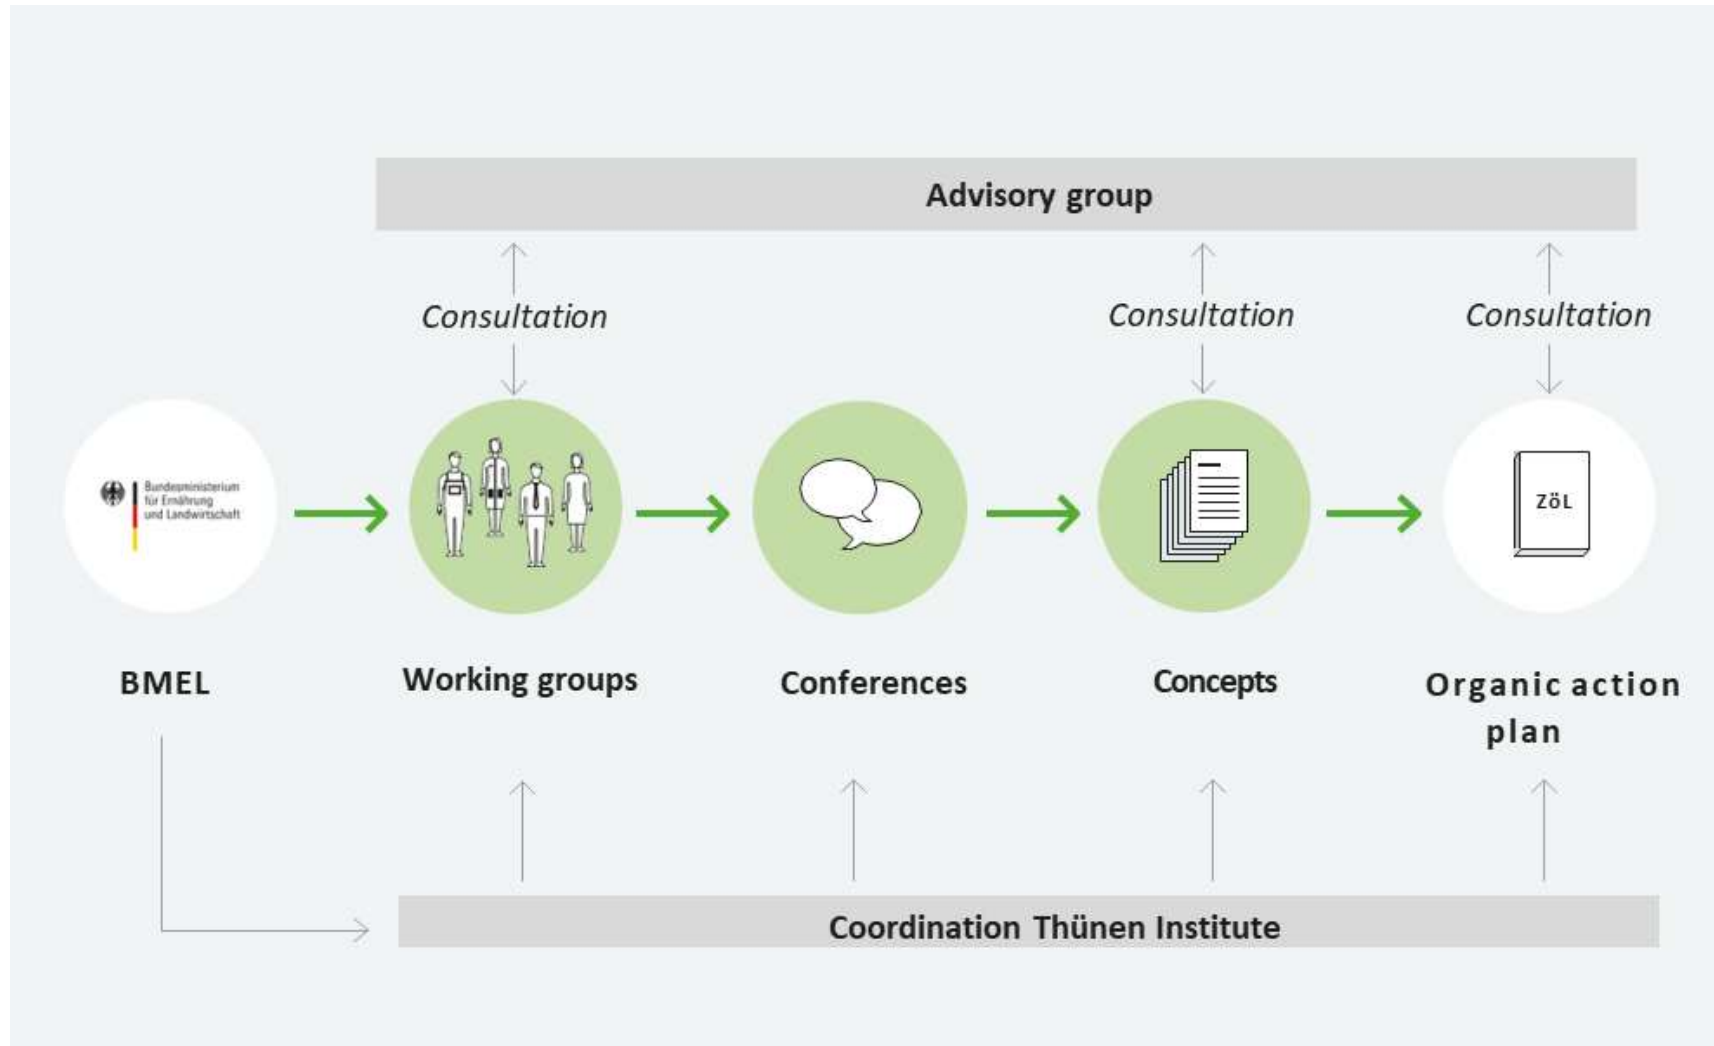 Advisory group
Consultation
Consultation
Consultation
Bundesministerium
für Ernährung
und Landwirtschaft
ZöL
BMEL
Working groups
Conferences
Concepts
Organic action
plan
Coordination Thünen Institute